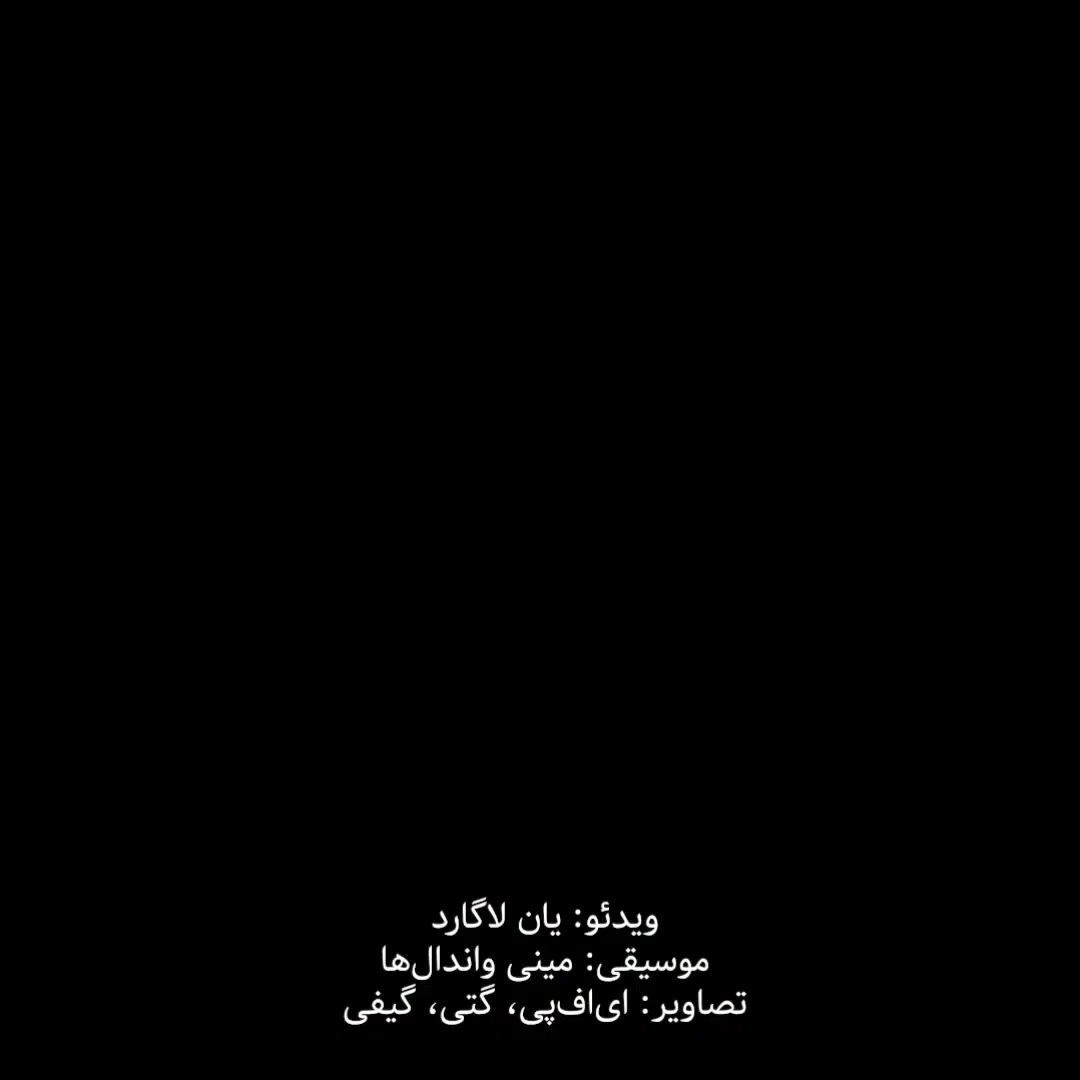 ویدئو: یان لاگارد
موسیقی: مینی واندال‌ها
تصاویر: ای‌اف‌پی، گتی، گیفی